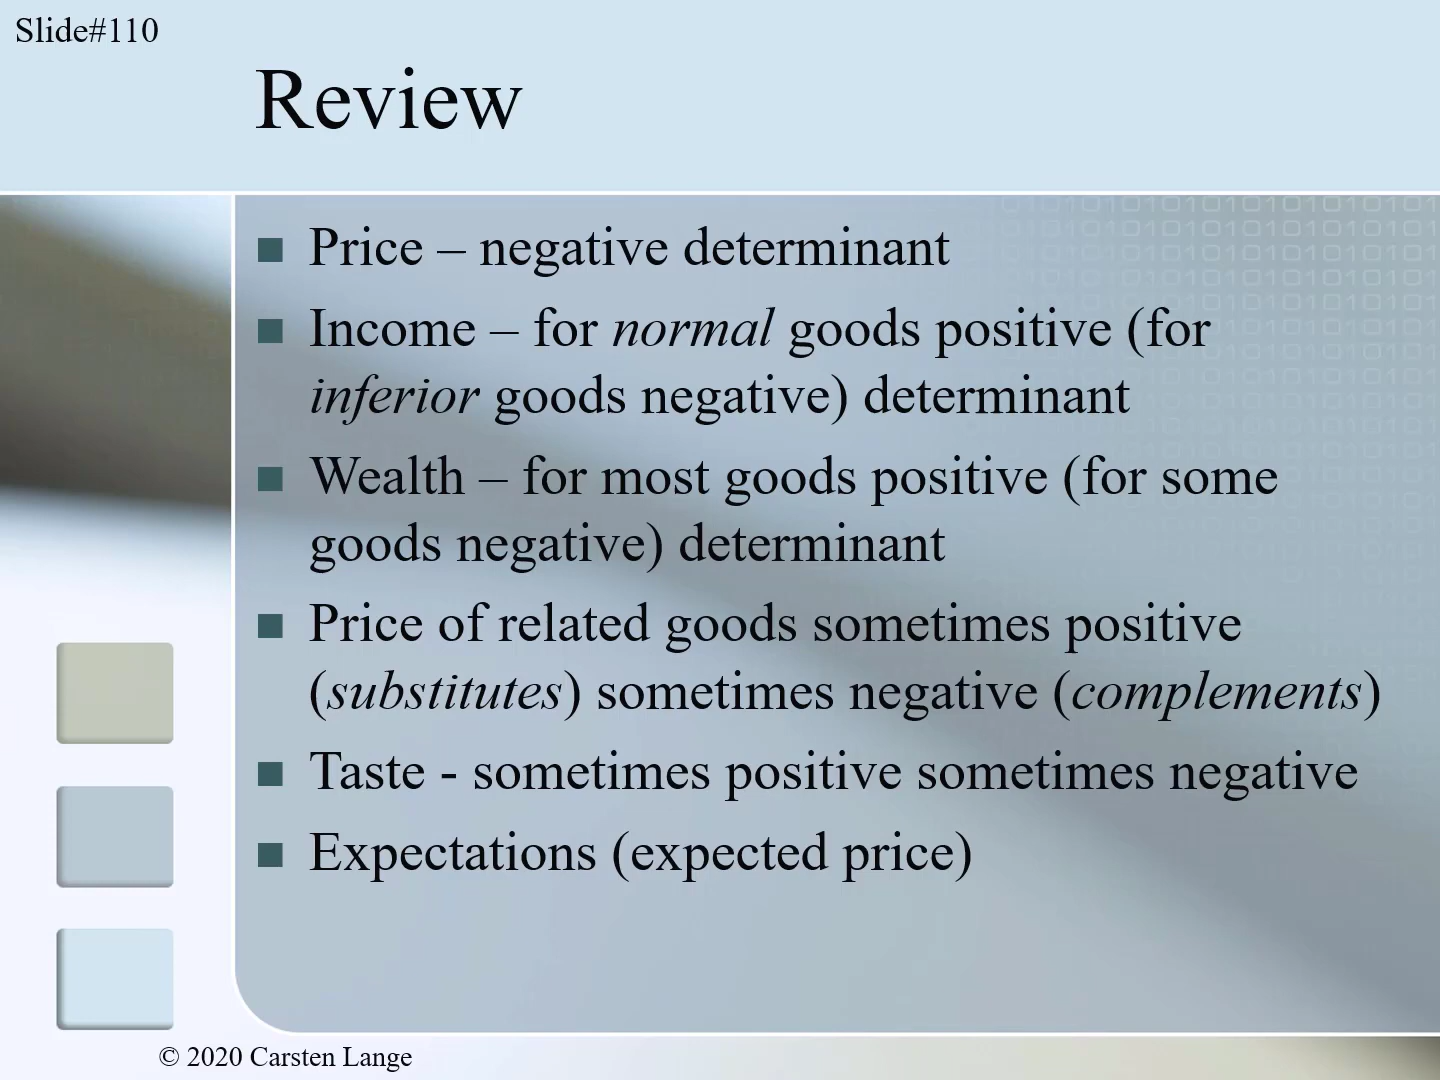 Slide#110
Review
Price – negative determinant
Income – for normal goods positive (for
inferior goods negative) determinant
Wealth – for most goods positive (for some
goods negative) determinant
Price of related goods sometimes positive
(substitutes) sometimes negative (complements)
Taste - sometimes positive sometimes negative
Expectations (expected price)
© 2020 Carsten Lange